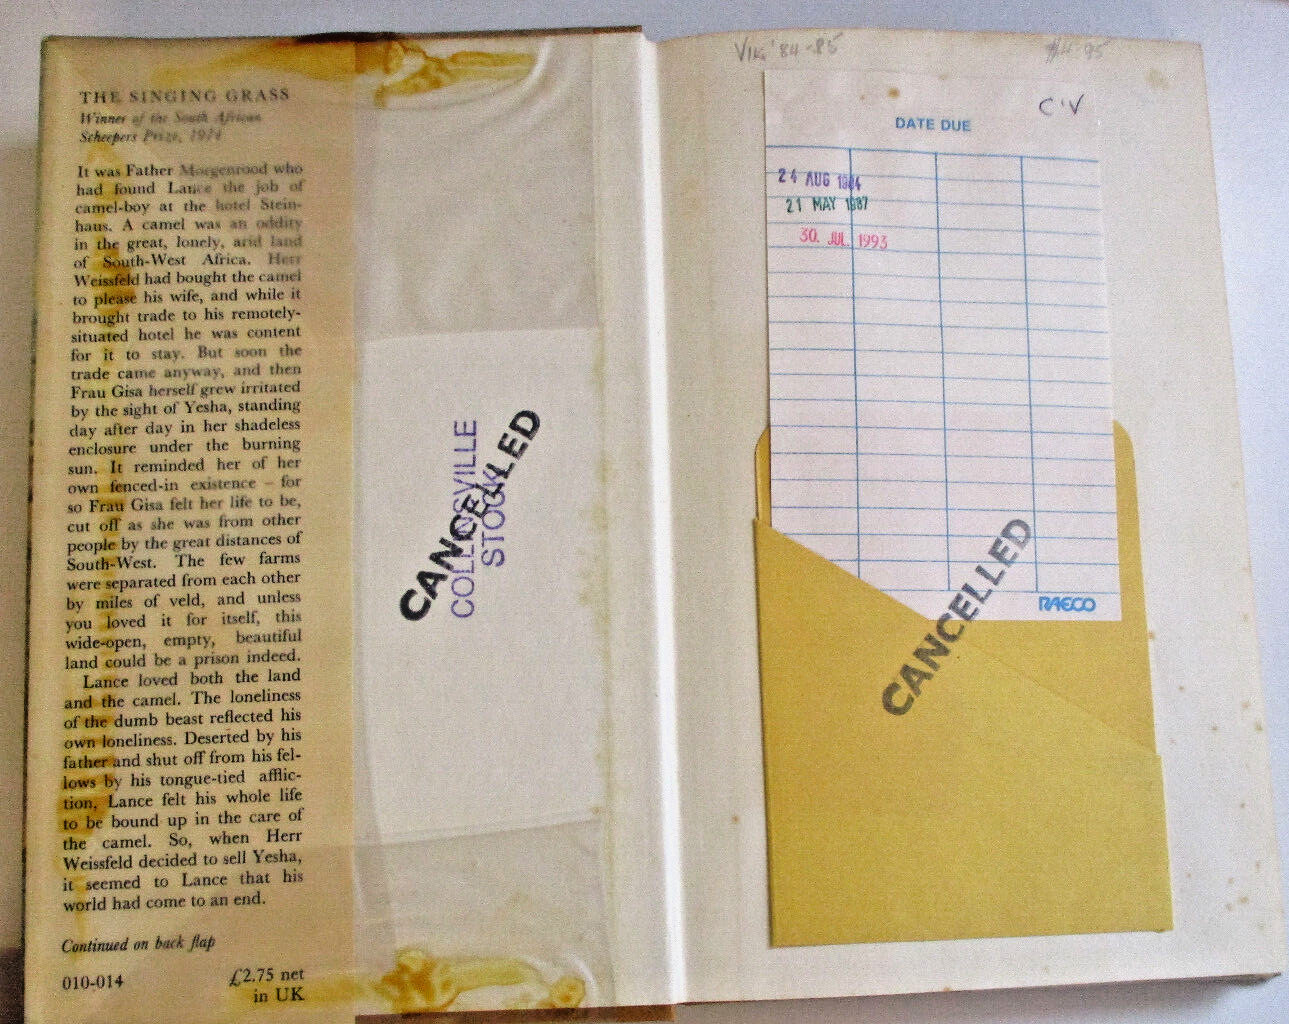 THE SINGING GRASS
Winner of the South African
Scheepers Prize, 1974
It was Father Morgenrood who
had found Lance the job of
camel-boy at the hotel Stein-
haus. A camel was an oddity
in the great, lonely, arid land
of South-West Africa. Herr
Weissfeld had bought the camel
to please his wife, and while it
brought trade to his remotely-
situated hotel he was content
for it to stay. But soon the
trade came anyway, and then
Frau Gisa herself grew irritated
by the sight of Yesha, standing
day after day in her shadeless
enclosure under the burning
sun. It reminded her of her
own fenced-in existence – for
so Frau Gisa felt her life to be,
cut off as she was from other
people by the great distances of
South-West. The few farms
were separated from each other
by miles of veld, and unless
you loved it for itself, this
wide-open, empty, beautiful
land could be a prison indeed.
Lance loved both the land
and the camel. The loneliness
of the dumb beast reflected his
own loneliness. Deserted by his
father and shut off from his fel-
lows by his tongue-tied afflic-
tion, Lance felt his whole life
to be bound up in the care of
the camel. So, when Herr
Weissfeld decided to sell Yesha,
it seemed to Lance that his
world had come to an end.
Continued on back flap
010-014
£2.75 net
in UK
COLLINSVILLE
STOCK
CANCELLED
'84-85
$4-95
C'V
DATE DUE
24 AUG 1984
21 MAY 1987
30. JUL 1993
RAECO
CANCELLED